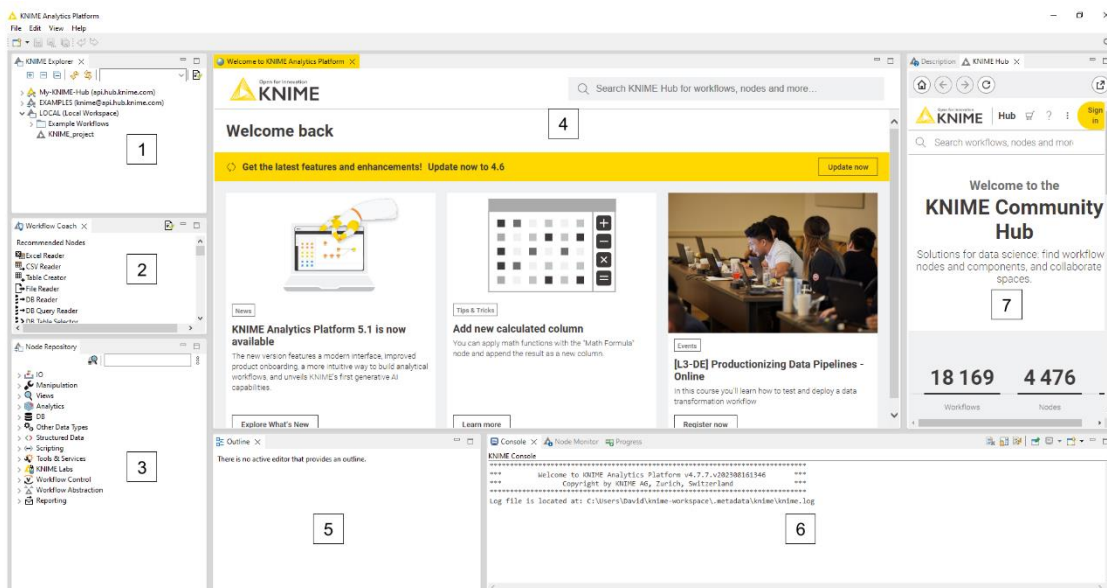 KNIME Analytics Platform
File Edit View Help
KNIME Explorer
My-KNIME-Hub (api.hub.knime.com)
EXAMPLES (knime@api.hub.knime.com)
LOCAL (Local Workspace)
Example Workflows
KNIME_project
1
Workflow Coach
Recommended Nodes
Excel Reader
CSV Reader
Table Creator
File Reader
DB Reader
DB Query Reader
DB Table Selector
2
Node Repository
IO
Manipulation
Views
Analytics
DB
Other Data Types
Structured Data
Scripting
Tools & Services
KNIME Labs
Workflow Control
Workflow Abstraction
Reporting
3
Welcome to KNIME Analytics Platform
Open for Innovation
KNIME
Search KNIME Hub for workflows, nodes and more...
4
Welcome back
Get the latest features and enhancements! Update now to 4.6
Update now
News
KNIME Analytics Platform 5.1 is now
available
The new version features a modern interface, improved
product onboarding, a more intuitive way to build analytical
workflows, and unveils KNIME's first generative AI
capabilities.
Explore What's New
Tips & Tricks
Add new calculated column
You can apply math functions with the "Math Formula"
node and append the result as a new column.
Learn more
Events
[L3-DE] Productionizing Data Pipelines -
Online
In this course you'll learn how to test and deploy a data
transformation workflow
Register now
Outline
There is no active editor that provides an outline.
5
Console Node Monitor Progress
KNIME Console
***********************************************************************
*** Welcome to KNIME Analytics Platform v4.7.7.v202308161346 ***
*** Copyright by KNIME AG, Zurich, Switzerland ***
***********************************************************************
Log file is located at: C:\Users\David\knime-workspace\.metadata\knime\knime.log
6
Description KNIME Hub
Open for Innovation
KNIME Hub ?
Sign
in
Search workflows, nodes and mor
Welcome to the
KNIME Community
Hub
Solutions for data science: find workflow
nodes and components, and collaborate
spaces.
7
18 169 4 476
Workflows Nodes